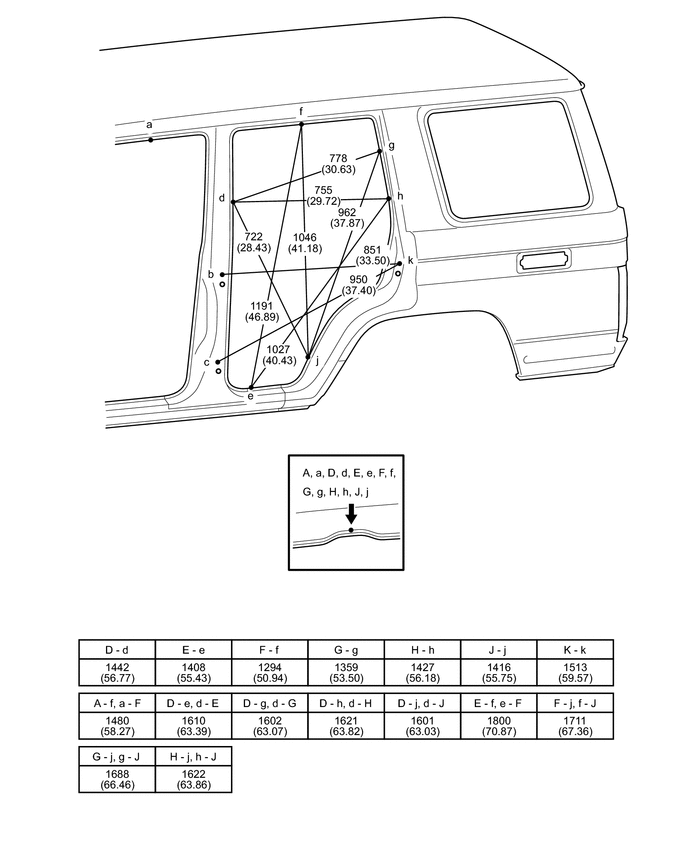 f
a
g
778
(30.63)
755
(29.72)
d
h
962
(37.87)
722
(28.43)
1046
(41.18)
851
(33.50)
k
b
950
(37.40)
1191
(46.89)
1027
(40.43)
c
j
e
A, a, D, d, E, e, F, f,
G, g, H, h, J, j
D - d E - e F - f G - g H - h J - j K - k
1442 1408 1294 1359 1427 1416 1513
(56.77) (55.43) (50.94) (53.50) (56.18) (55.75) (59.57)
A - f, a - F D - e, d - E D - g, d - G D - h, d - H D - j, d - J E - f, e - F F - j, f - J
1480 1610 1602 1621 1601 1800 1711
(58.27) (63.39) (63.07) (63.82) (63.03) (70.87) (67.36)
G - j, g - J H - j, h - J
1688 1622
(66.46) (63.86)